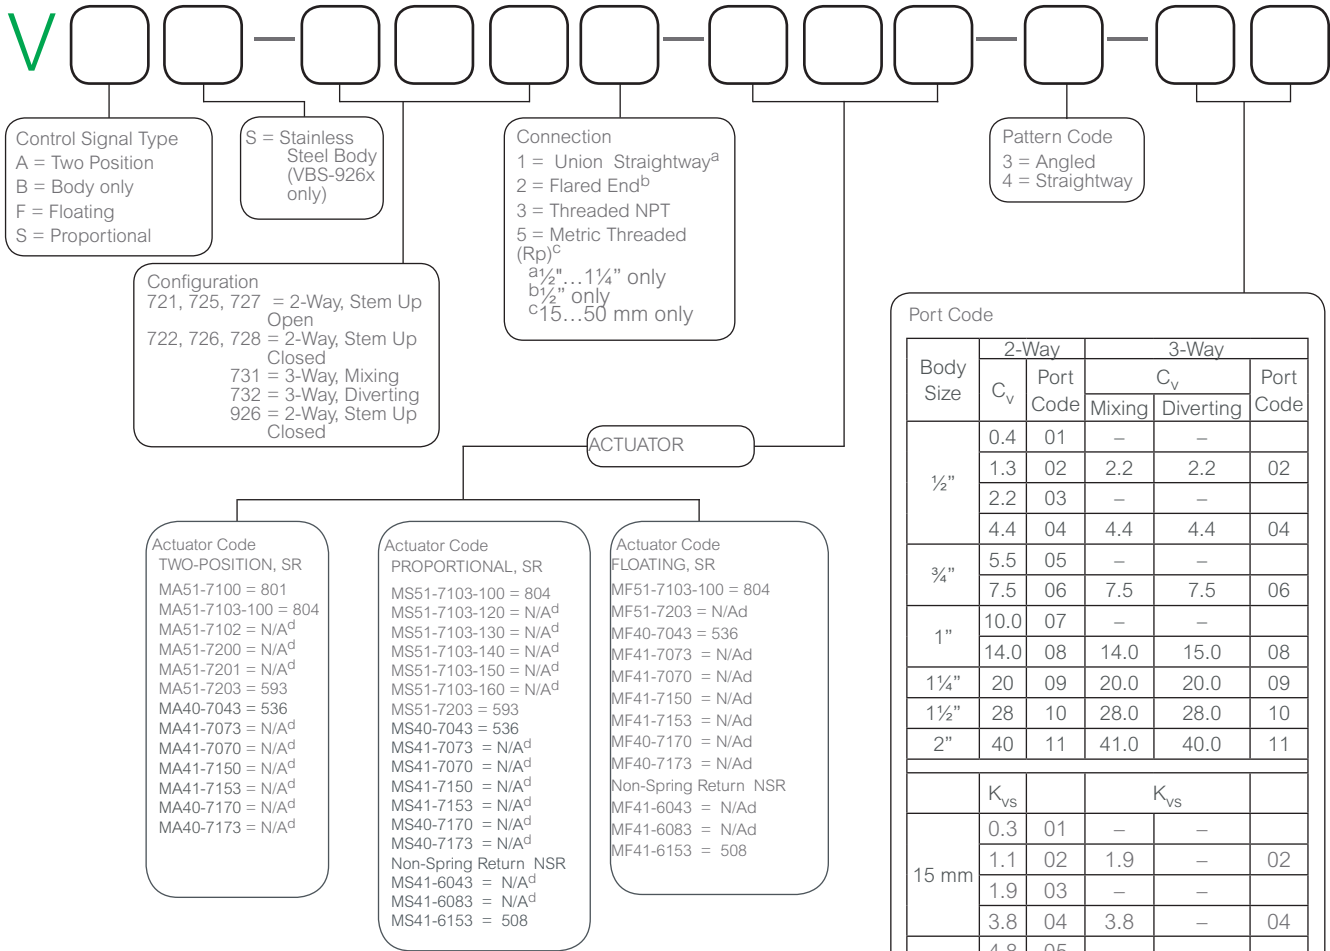 V
Control Signal Type
A = Two Position
B = Body only
F = Floating
S = Proportional
S = Stainless
Steel Body
(VBS-926x
only)
Connection
1 = Union Straightwayª
2 = Flared Endᵇ
3 = Threaded NPT
5 = Metric Threaded
(Rp)ᶜ
ª½"...1¼” only
ᵇ½” only
ᶜ15...50 mm only
Pattern Code
3 = Angled
4 = Straightway
Configuration
721, 725, 727 = 2-Way, Stem Up
Open
722, 726, 728 = 2-Way, Stem Up
Closed
731 = 3-Way, Mixing
732 = 3-Way, Diverting
926 = 2-Way, Stem Up
Closed
ACTUATOR
Actuator Code
TWO-POSITION, SR
MA51-7100 = 801
MA51-7103-100 = 804
MA51-7102 = N/Aᵈ
MA51-7200 = N/Aᵈ
MA51-7201 = N/Aᵈ
MA51-7203 = 593
MA40-7043 = 536
MA41-7073 = N/Aᵈ
MA41-7070 = N/Aᵈ
MA41-7150 = N/Aᵈ
MA41-7153 = N/Aᵈ
MA40-7170 = N/Aᵈ
MA40-7173 = N/Aᵈ
Actuator Code
PROPORTIONAL, SR
MS51-7103-100 = 804
MS51-7103-120 = N/Aᵈ
MS51-7103-130 = N/Aᵈ
MS51-7103-140 = N/Aᵈ
MS51-7103-150 = N/Aᵈ
MS51-7103-160 = N/Aᵈ
MS51-7203 = 593
MS40-7043 = 536
MS41-7073 = N/Aᵈ
MS41-7070 = N/Aᵈ
MS41-7150 = N/Aᵈ
MS41-7153 = N/Aᵈ
MS40-7170 = N/Aᵈ
MS40-7173 = N/Aᵈ
Non-Spring Return NSR
MS41-6043 = N/Aᵈ
MS41-6083 = N/Aᵈ
MS41-6153 = 508
Actuator Code
FLOATING, SR
MF51-7103-100 = 804
MF51-7203 = N/Ad
MF40-7043 = 536
MF41-7073 = N/Ad
MF41-7070 = N/Ad
MF41-7150 = N/Ad
MF41-7153 = N/Ad
MF40-7170 = N/Ad
MF40-7173 = N/Ad
Non-Spring Return NSR
MF41-6043 = N/Ad
MF41-6083 = N/Ad
MF41-6153 = 508
Port Code
Body Size 2-Way 3-Way
Cv Port Code Cv Port Code
Mixing Diverting
½” 0.4 01 – –
1.3 02 2.2 2.2 02
2.2 03 – –
4.4 04 4.4 4.4 04
¾” 5.5 05 – –
7.5 06 7.5 7.5 06
1” 10.0 07 – –
14.0 08 14.0 15.0 08
1¼” 20 09 20.0 20.0 09
1½” 28 10 28.0 28.0 10
2” 40 11 41.0 40.0 11
Kvs Kvs
15 mm 0.3 01 – –
1.1 02 1.9 – 02
1.9 03 – –
3.8 04 3.8 – 04
4.8 05